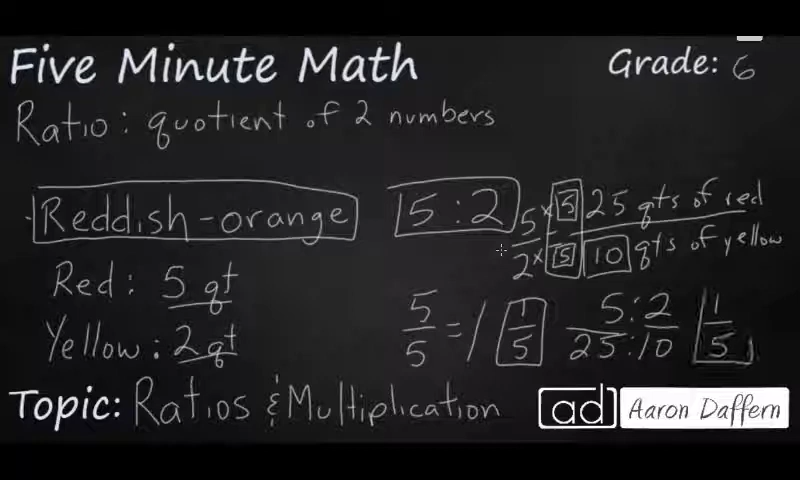 Five Minute Math
Grade: 6
Ratio: quotient of 2 numbers
Reddish-orange
Red: 5 qt
Yellow: 2 qt
5:2
5/2 × 5/5 25 qts of red
10 qts of yellow
5/5 = 1
1/5
5:2
25:10
1/5
Topic: Ratios & Multiplication
ad Aaron Daffern